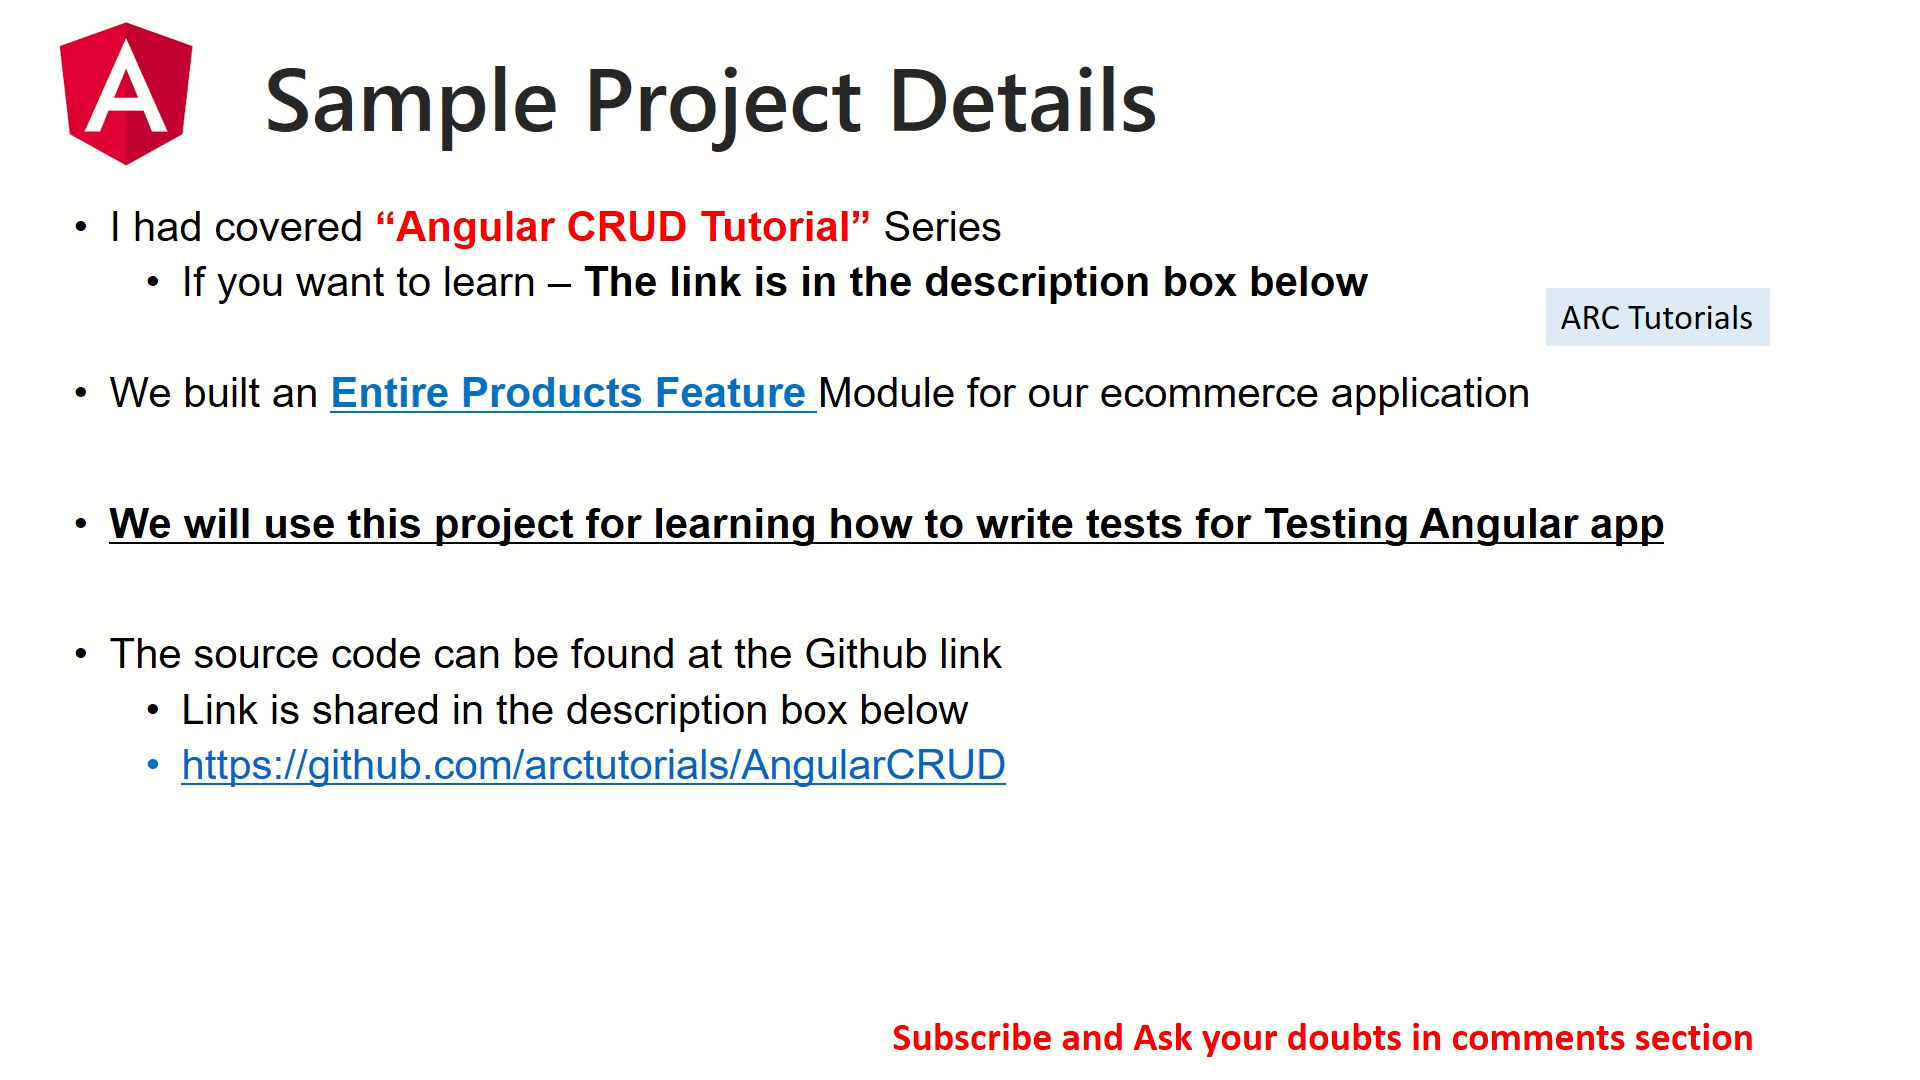 Sample Project Details
• I had covered “Angular CRUD Tutorial” Series
• If you want to learn – The link is in the description box below
ARC Tutorials
• We built an Entire Products Feature Module for our ecommerce application
• We will use this project for learning how to write tests for Testing Angular app
• The source code can be found at the Github link
• Link is shared in the description box below
• https://github.com/arctutorials/AngularCRUD
Subscribe and Ask your doubts in comments section